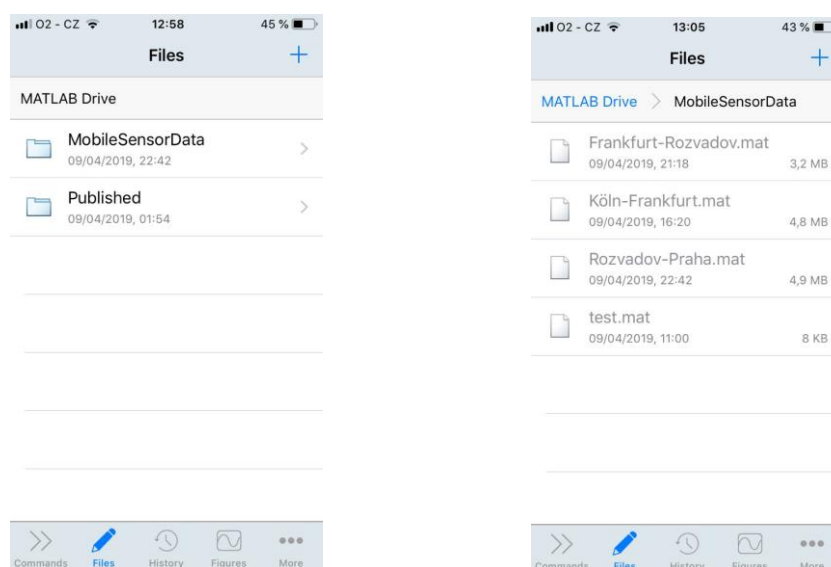 O2 - CZ 12:58 45 %
Files
+
MATLAB Drive
MobileSensorData
09/04/2019, 22:42
Published
09/04/2019, 01:54
Commands Files History Figures More
O2 - CZ 13:05 43 %
Files
+
MATLAB Drive > MobileSensorData
Frankfurt-Rozvadov.mat
09/04/2019, 21:18 3,2 MB
Köln-Frankfurt.mat
09/04/2019, 16:20 4,8 MB
Rozvadov-Praha.mat
09/04/2019, 22:42 4,9 MB
test.mat
09/04/2019, 11:00 8 KB
Commands Files History Figures More